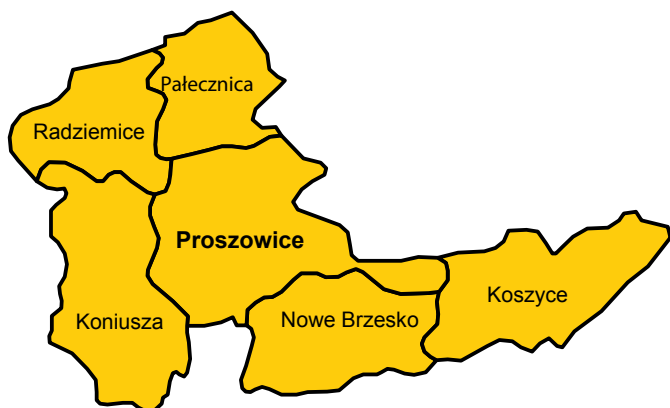 Pałecznica
Radziemice
Proszowice
Koszyce
Koniusza
Nowe Brzesko